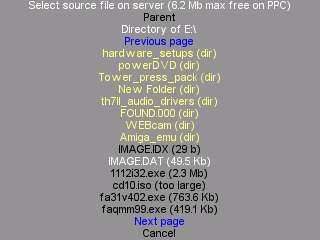 Select source file on server (6.2 Mb max free on PPC)
Parent
Directory of E:\
Previous page
hardware_setups (dir)
powerDVD (dir)
Tower_press_pack (dir)
New Folder (dir)
th7II_audio_drivers (dir)
FOUND.000 (dir)
WEBcam (dir)
Amiga_emu (dir)
IMAGE.IDX (29 b)
IMAGE.DAT (49.5 Kb)
1112i32.exe (2.3 Mb)
cd10.iso (too large)
fa31v402.exe (763.6 Kb)
faqmm99.exe (419.1 Kb)
Next page
Cancel